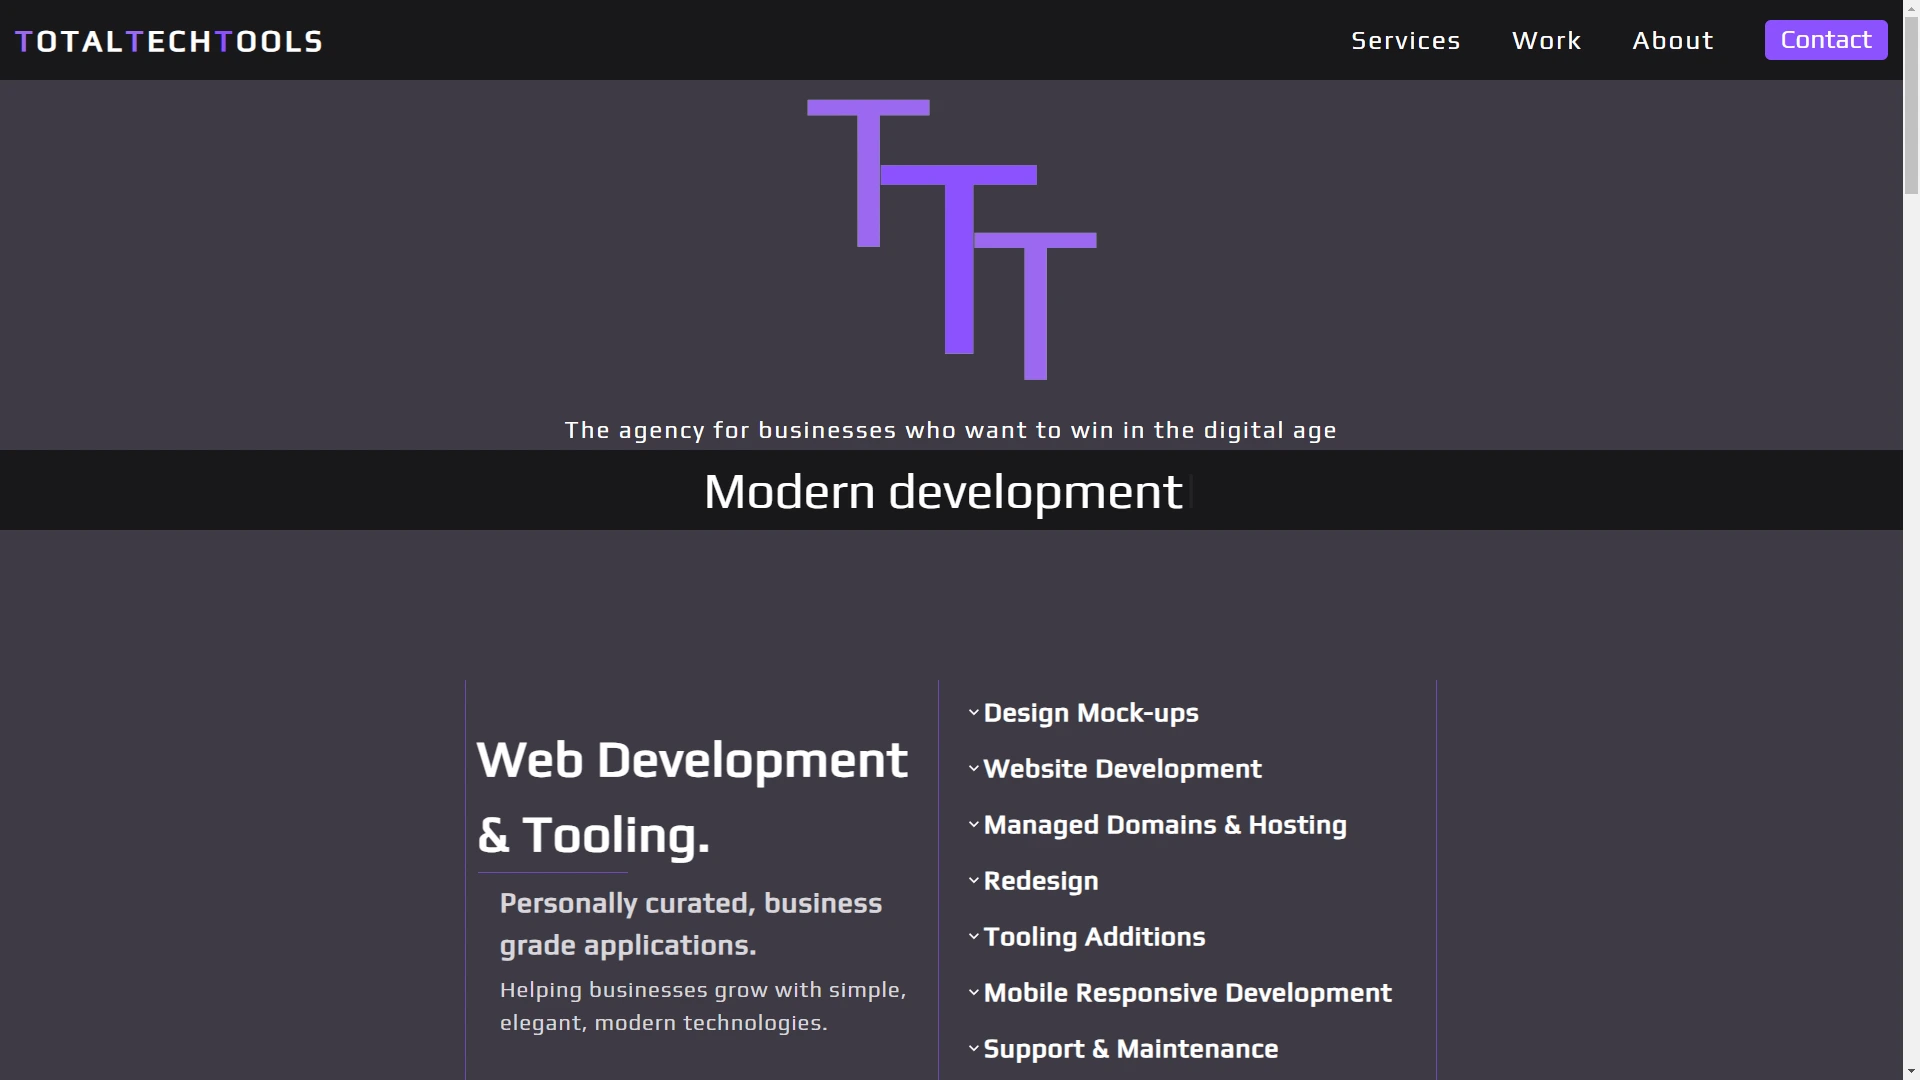 TOTALTECHTOOLS
Services
Work
About
Contact
TTT
The agency for businesses who want to win in the digital age
Modern development
Web Development
& Tooling.
Personally curated, business
grade applications.
Helping businesses grow with simple,
elegant, modern technologies.
Design Mock-ups
Website Development
Managed Domains & Hosting
Redesign
Tooling Additions
Mobile Responsive Development
Support & Maintenance